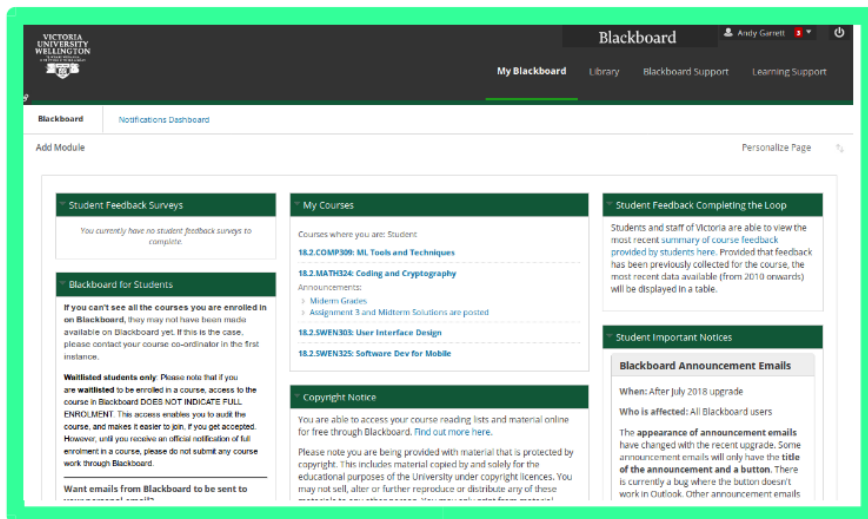 VICTORIA
UNIVERSITY
WELLINGTON
Blackboard
Andy Garrett 3
My Blackboard Library Blackboard Support Learning Support
Blackboard Notifications Dashboard
Add Module Personalize Page
Student Feedback Surveys
You currently have no student feedback surveys to
complete.
Blackboard for Students
If you can't see all the courses you are enrolled in
on Blackboard, they may not have been made
available on Blackboard yet. If this is the case,
please contact your course co-ordinator in the first
instance.
Waitlisted students only: Please note that if you
are waitlisted to be enrolled in a course, access to the
course in Blackboard DOES NOT INDICATE FULL
ENROLMENT. This access enables you to audit the
course, and makes it easier to join, if you get accepted.
However, until you receive an official notification of full
enrolment in a course, please do not submit any course
work through Blackboard.
Want emails from Blackboard to be sent to
your personal email?
My Courses
Courses where you are: Student
18.2.COMP309: ML Tools and Techniques
18.2.MATH324: Coding and Cryptography
Announcements:
Midterm Grades
Assignment 3 and Midterm Solutions are posted
18.2.SWEN303: User Interface Design
18.2.SWEN325: Software Dev for Mobile
Copyright Notice
You are able to access your course reading lists and material online
for free through Blackboard. Find out more here.
Please note you are being provided with material that is protected by
copyright. This includes material copied by and solely for the
educational purposes of the University under copyright licences. You
may not sell, alter or further reproduce or distribute any of these
materials to any other person. You may only print from material
Student Feedback Completing the Loop
Students and staff of Victoria are able to view the
most recent summary of course feedback
provided by students here. Provided that feedback
has been previously collected for the course, the
most recent data available (from 2010 onwards)
will be displayed in a table.
Student Important Notices
Blackboard Announcement Emails
When: After July 2018 upgrade
Who is affected: All Blackboard users
The appearance of announcement emails
have changed with the recent upgrade. Some
announcement emails will only have the title
of the announcement and a button. There
is currently a bug where the button doesn't
work in Outlook. Other announcement emails